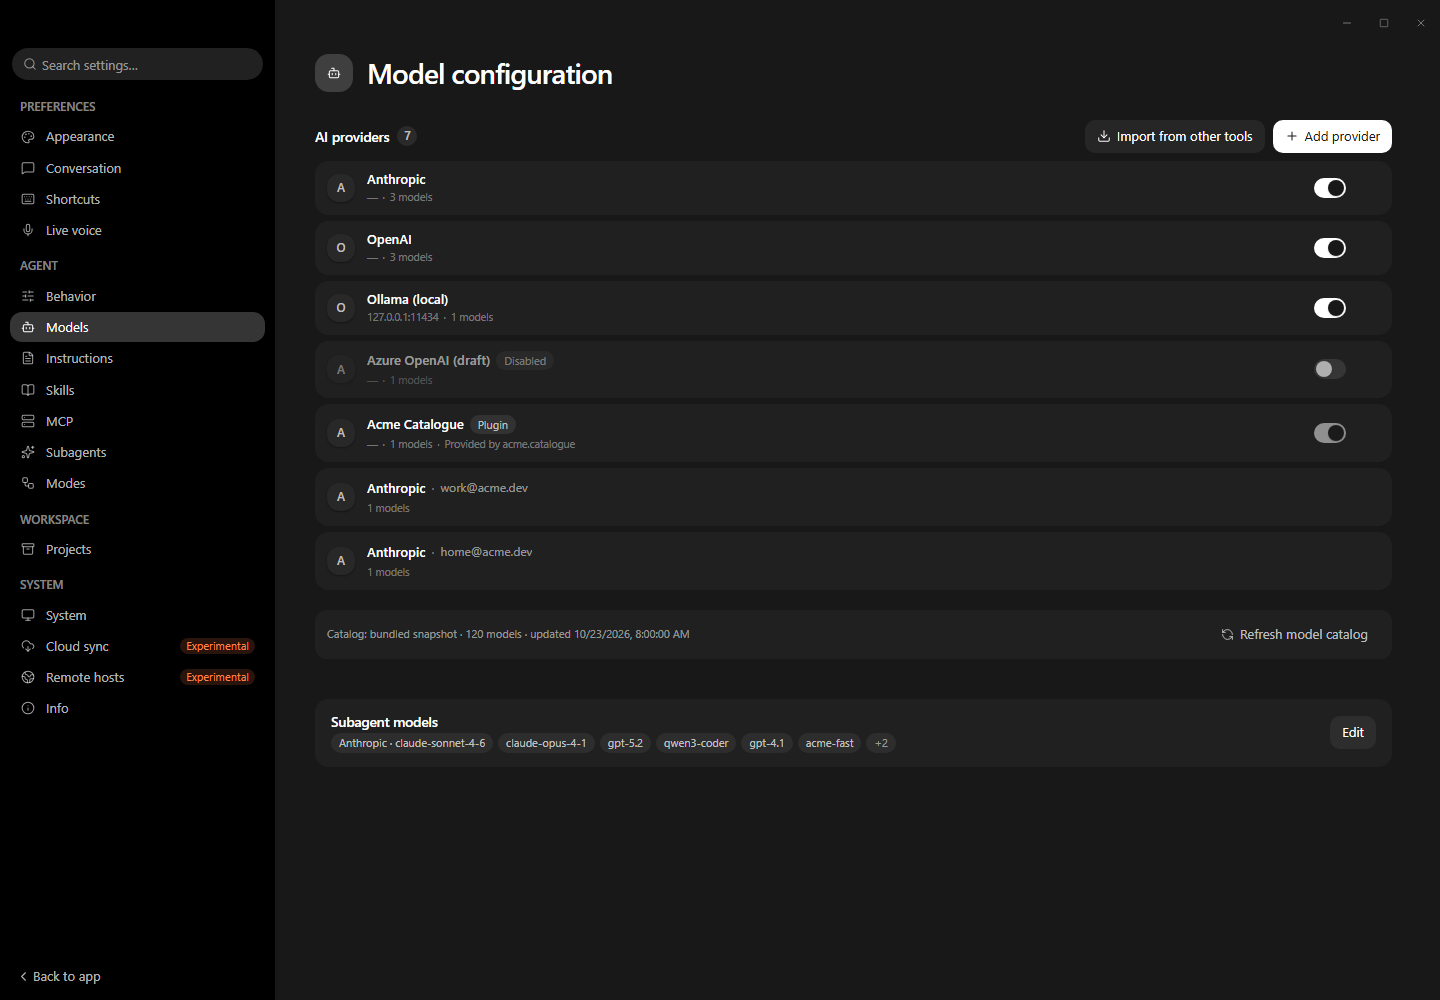 Search settings...
PREFERENCES
Appearance
Conversation
Shortcuts
Live voice
AGENT
Behavior
Models
Instructions
Skills
MCP
Subagents
Modes
WORKSPACE
Projects
SYSTEM
System
Cloud sync Experimental
Remote hosts Experimental
Info
Back to app
Model configuration
AI providers 7
Import from other tools
Add provider
A Anthropic
— · 3 models
O OpenAI
— · 3 models
O Ollama (local)
127.0.0.1:11434 · 1 models
A Azure OpenAI (draft) Disabled
— · 1 models
A Acme Catalogue Plugin
— · 1 models · Provided by acme.catalogue
A Anthropic · work@acme.dev
1 models
A Anthropic · home@acme.dev
1 models
Catalog: bundled snapshot · 120 models · updated 10/23/2026, 8:00:00 AM
Refresh model catalog
Subagent models
Anthropic · claude-sonnet-4-6 claude-opus-4-1 gpt-5.2 qwen3-coder gpt-4.1 acme-fast +2
Edit